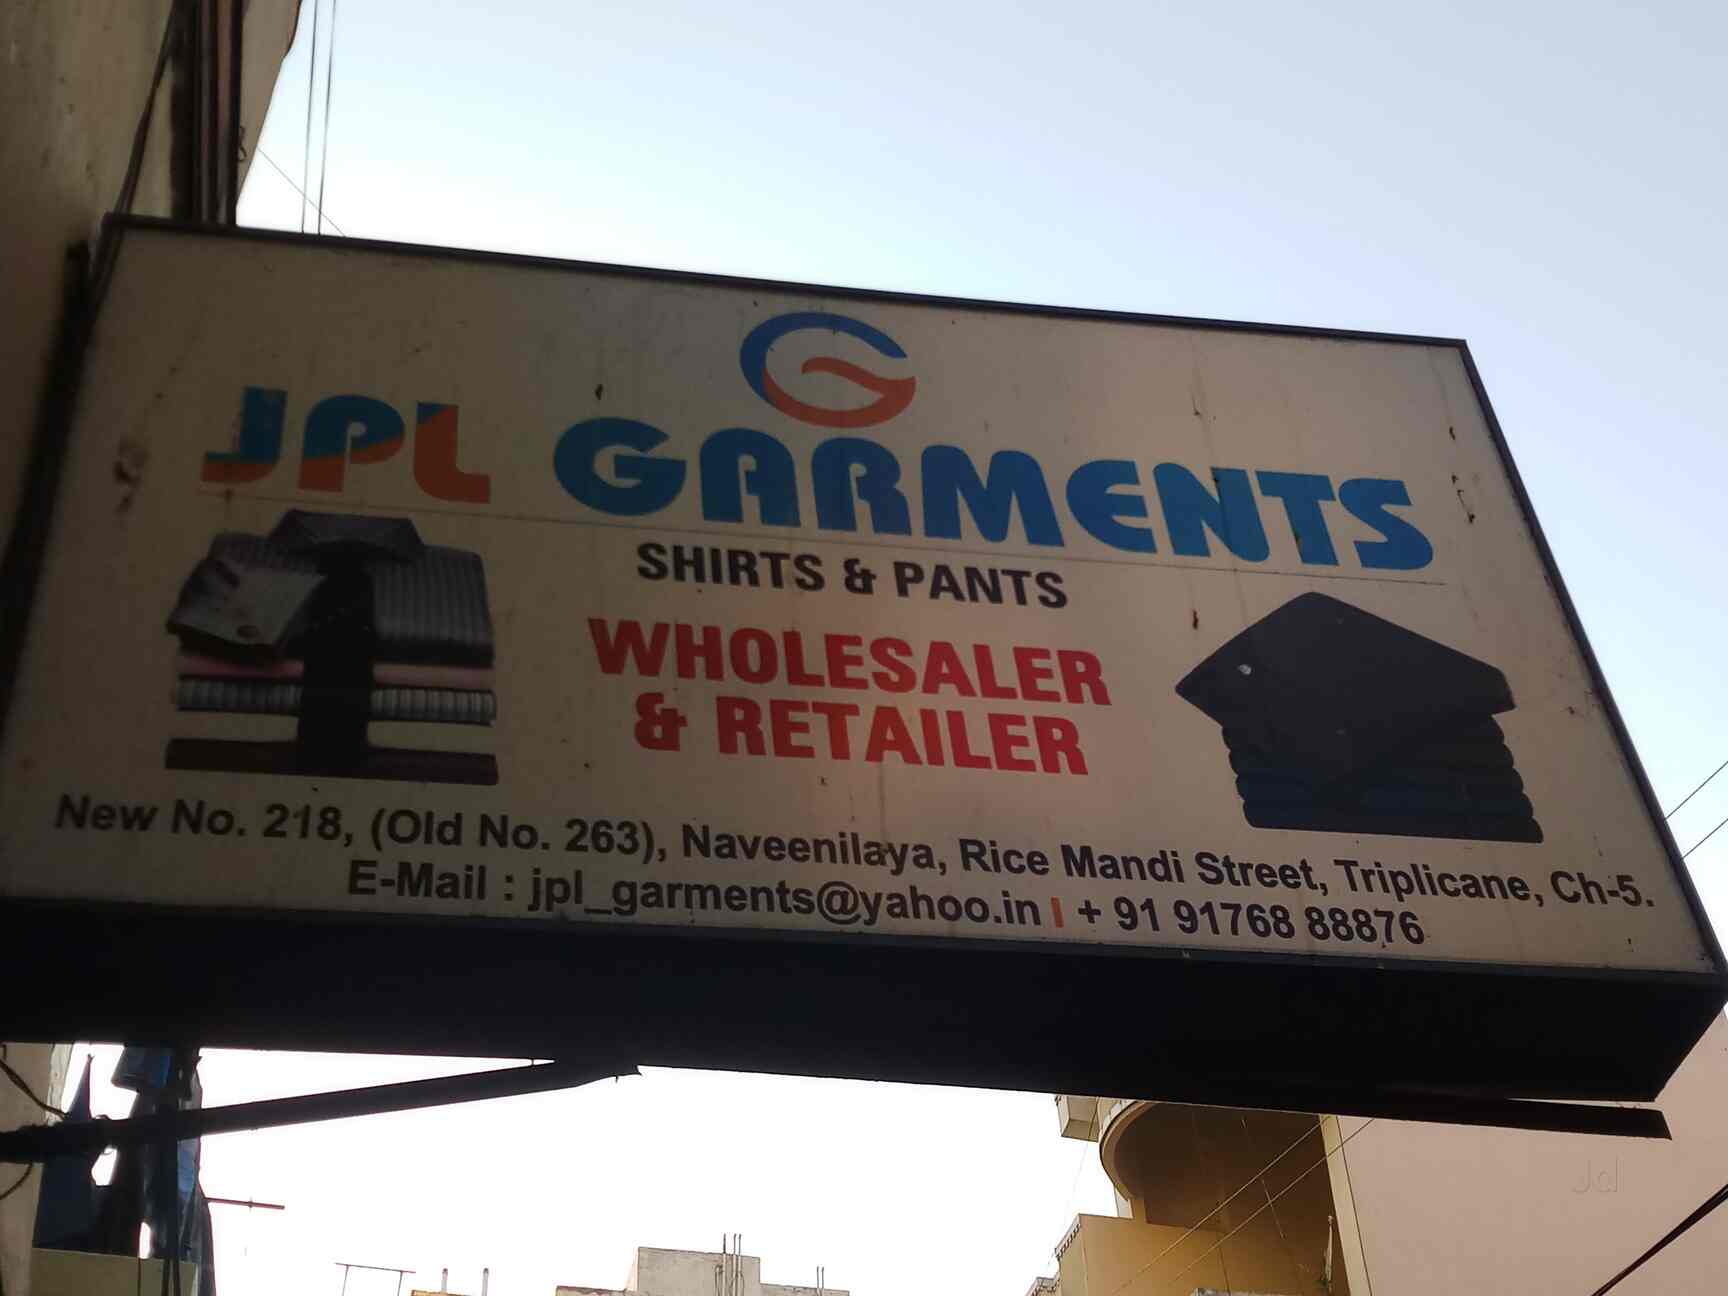 G
JPL GARMENTS
SHIRTS & PANTS
WHOLESALER
& RETAILER
New No. 218, (Old No. 263), Naveenilaya, Rice Mandi Street, Triplicane, Ch-5.
E-Mail : jpl_garments@yahoo.in I + 91 91768 88876
Jd